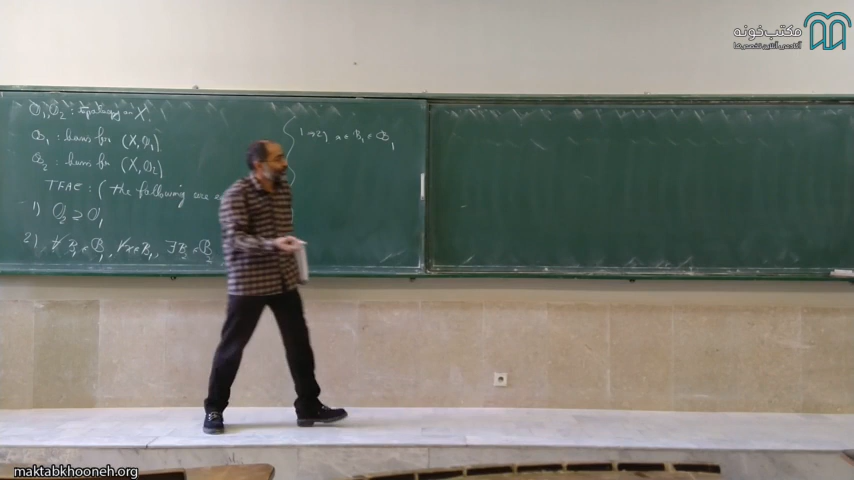 مکتب‌خونه
O₁, O₂ : topology on X.
B₁ : basis for (X, O₁)
B₂ : basis for (X, O₂)
TFAE : ( the following are e
1) O₂ ⊇ O₁
2) ∀ B₁ ∈ B₁, ∀x∈B₁, ∃B₂ ∈ B₂
1→2) x ∈ B₁ ∈ B₁
maktabkhooneh.org